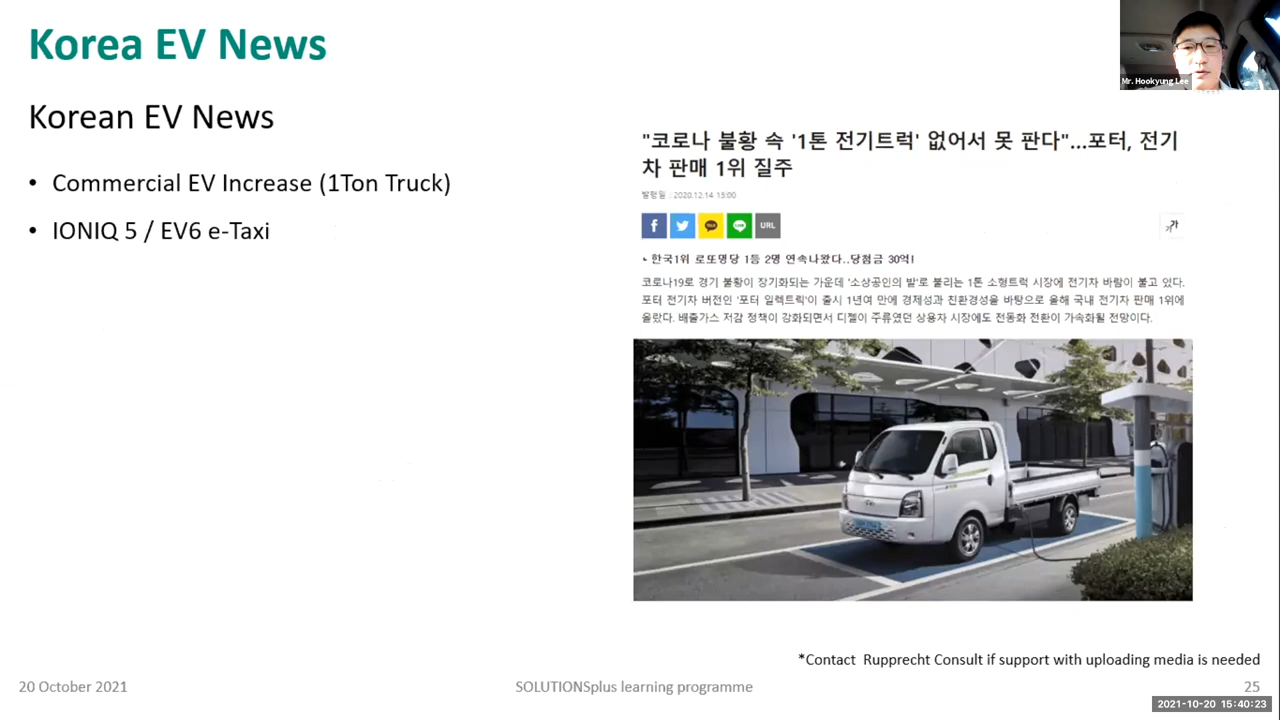 Korea EV News
Mr. Hookyung Lee
Korean EV News
• Commercial EV Increase (1Ton Truck)
• IONIQ 5 / EV6 e-Taxi
"코로나 불황 속 '1톤 전기트럭' 없어서 못 판다"...포터, 전기
차 판매 1위 질주
발행일 : 2020.12.14 15:00
f
TALK
LINE
URL
가가
한국1위 로또명당 1등 2명 연속나왔다..당첨금 30억!
코로나19로 경기 불황이 장기화되는 가운데 '소상공인의 발'로 불리는 1톤 소형트럭 시장에 전기차 바람이 불고 있다.
포터 전기차 버전인 '포터 일렉트릭'이 출시 1년여 만에 경제성과 친환경성을 바탕으로 올해 국내 전기차 판매 1위에
올랐다. 배출가스 저감 정책이 강화되면서 디젤이 주류였던 상용차 시장에도 전동화 전환이 가속화될 전망이다.
*Contact Rupprecht Consult if support with uploading media is needed
20 October 2021
SOLUTIONSplus learning programme
25
2021-10-20 15:40:23